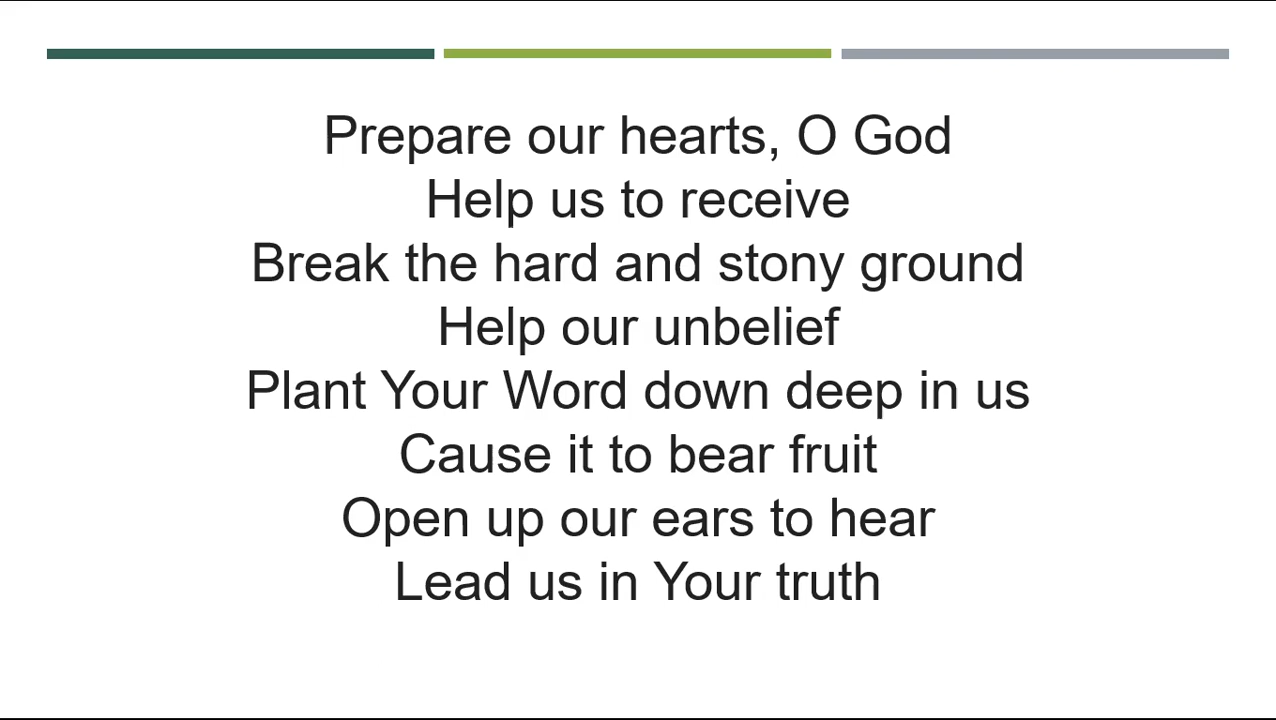 Prepare our hearts, O God
Help us to receive
Break the hard and stony ground
Help our unbelief
Plant Your Word down deep in us
Cause it to bear fruit
Open up our ears to hear
Lead us in Your truth